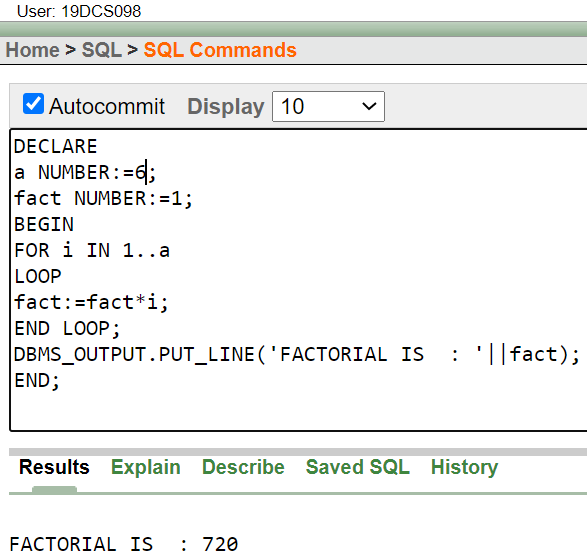 User: 19DCS098
Home > SQL > SQL Commands
Autocommit Display 10
DECLARE
a NUMBER:=6;
fact NUMBER:=1;
BEGIN
FOR i IN 1..a
LOOP
fact:=fact*i;
END LOOP;
DBMS_OUTPUT.PUT_LINE('FACTORIAL IS  : '||fact);
END;
Results Explain Describe Saved SQL History
FACTORIAL IS  : 720